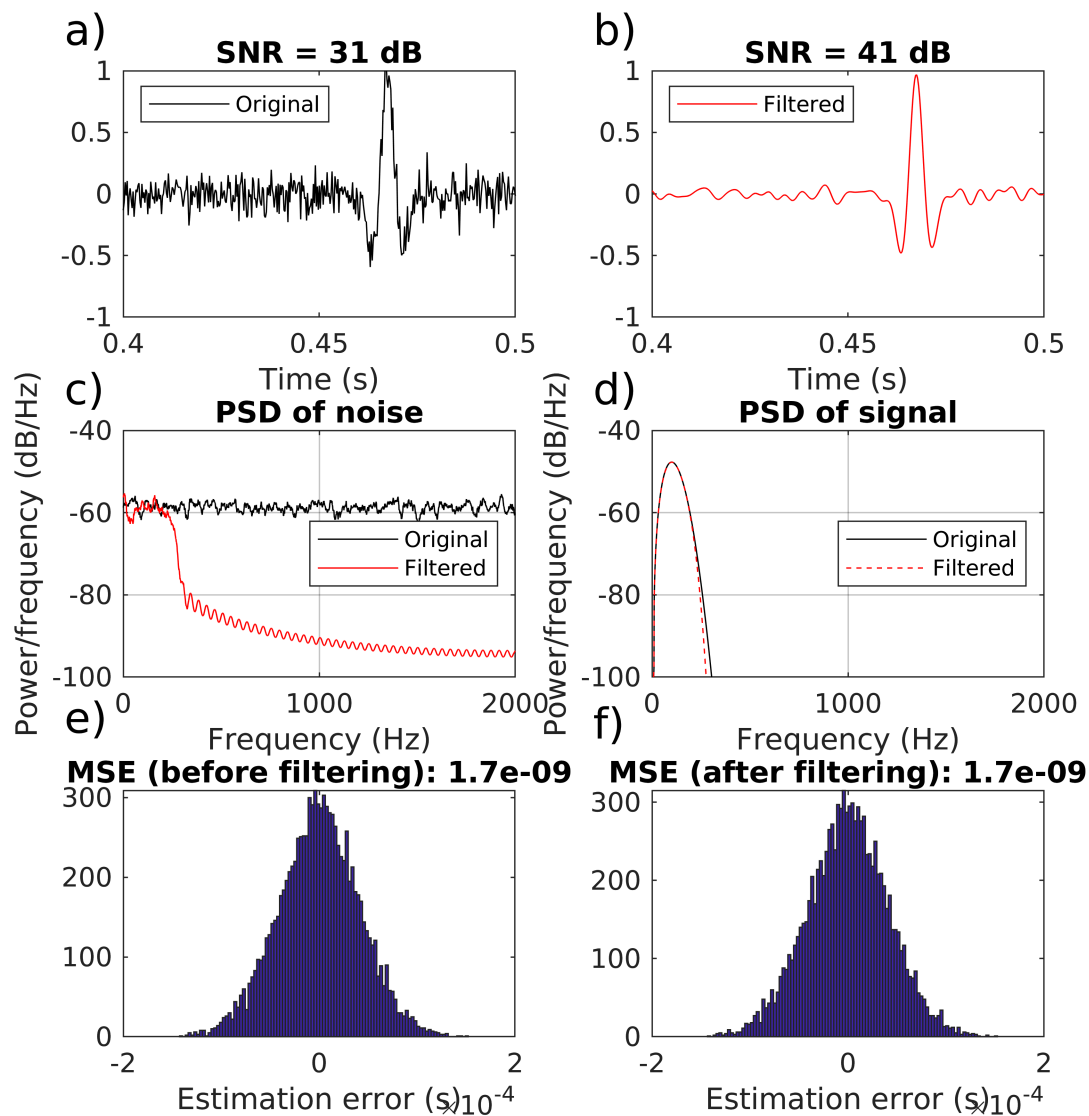 a)
SNR = 31 dB
Original
1
0.5
0
-0.5
-1
0.4
0.45
0.5
Time (s)
b)
SNR = 41 dB
Filtered
1
0.5
0
-0.5
-1
0.4
0.45
0.5
Time (s)
c)
PSD of noise
Power/frequency (dB/Hz)
-40
-60
-80
-100
Original
Filtered
0
1000
2000
Frequency (Hz)
d)
PSD of signal
Power/frequency (dB/Hz)
-40
-60
-80
-100
Original
Filtered
0
1000
2000
Frequency (Hz)
e)
MSE (before filtering): 1.7e-09
300
200
100
0
-2
0
2
Estimation error (s)
×10-4
f)
MSE (after filtering): 1.7e-09
300
200
100
0
-2
0
2
Estimation error (s)
×10-4